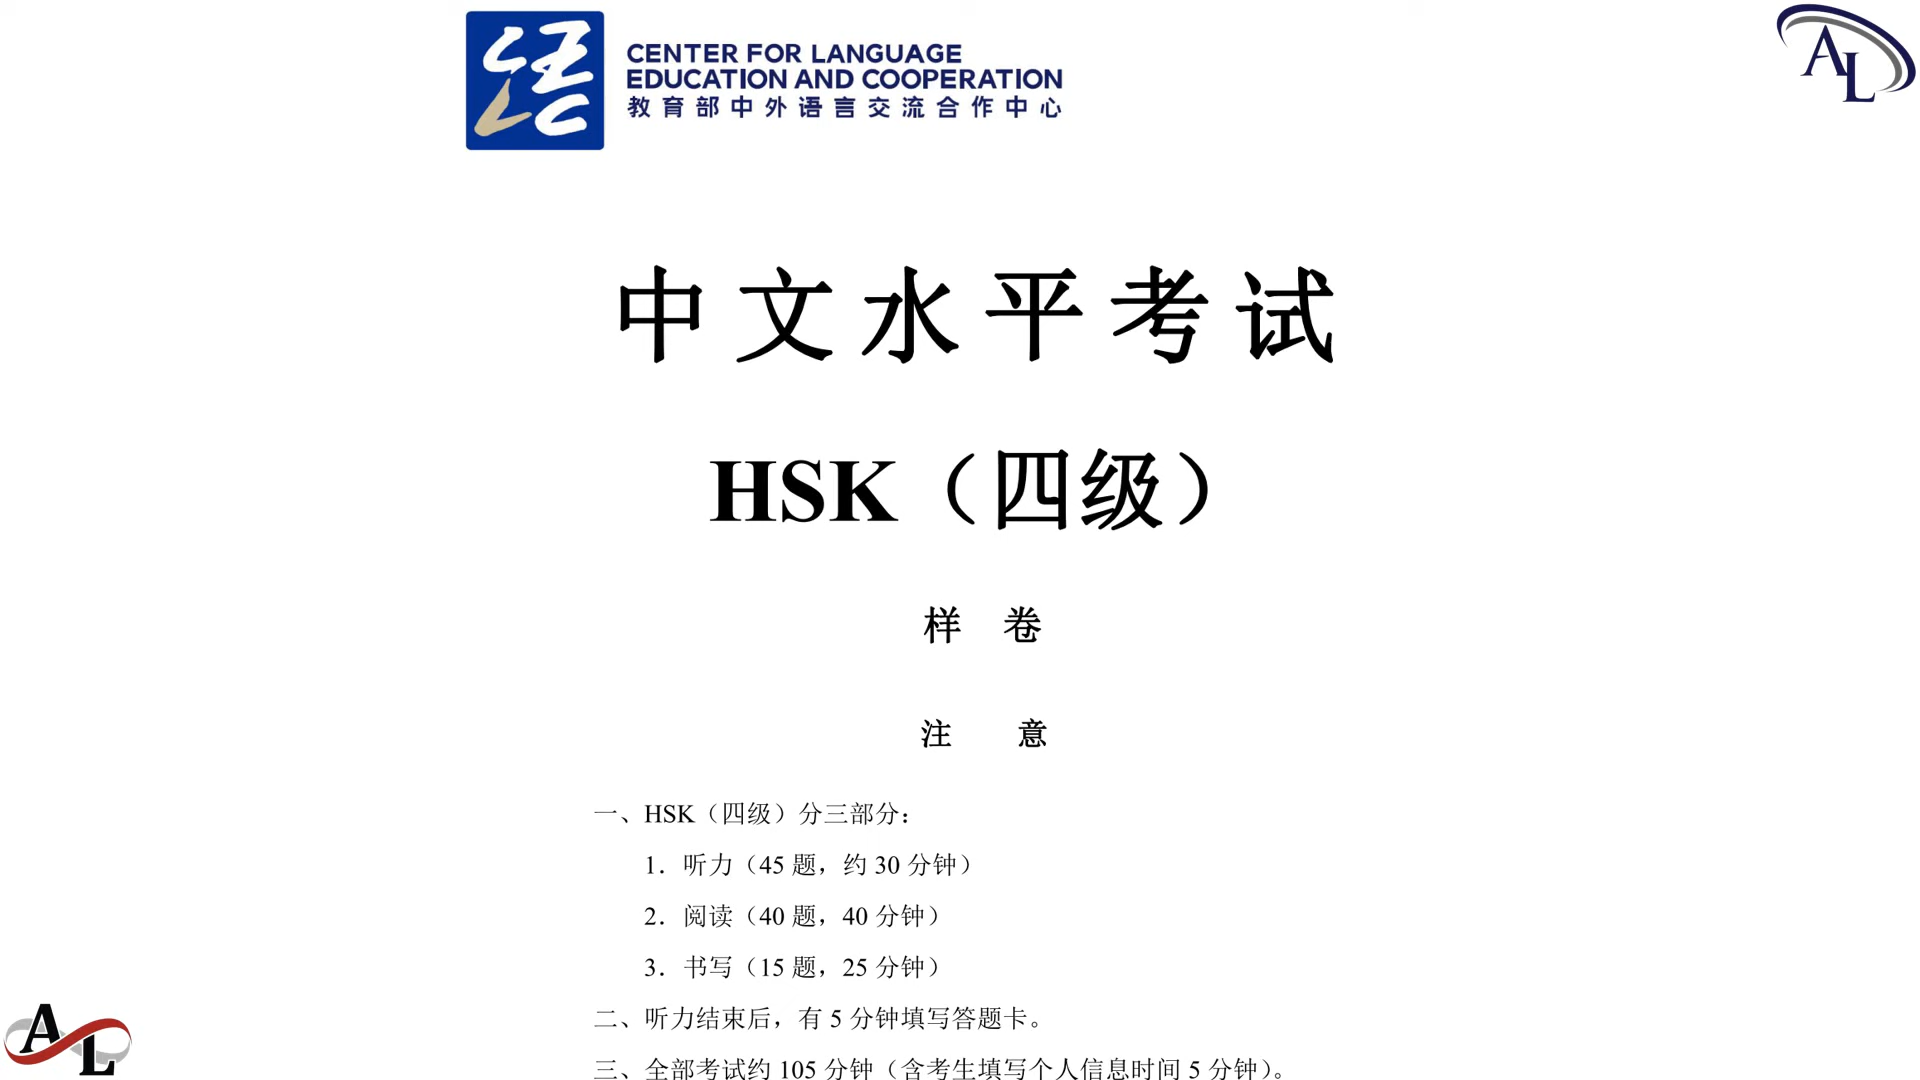 CENTER FOR LANGUAGE
EDUCATION AND COOPERATION
教育部中外语言交流合作中心
AL
中文水平考试
HSK（四级）
样 卷
注 意
一、HSK（四级）分三部分：
1．听力（45 题，约 30 分钟）
2．阅读（40 题，40 分钟）
3．书写（15 题，25 分钟）
二、听力结束后，有 5 分钟填写答题卡。
三、全部考试约 105 分钟（含考生填写个人信息时间 5 分钟）。
AL